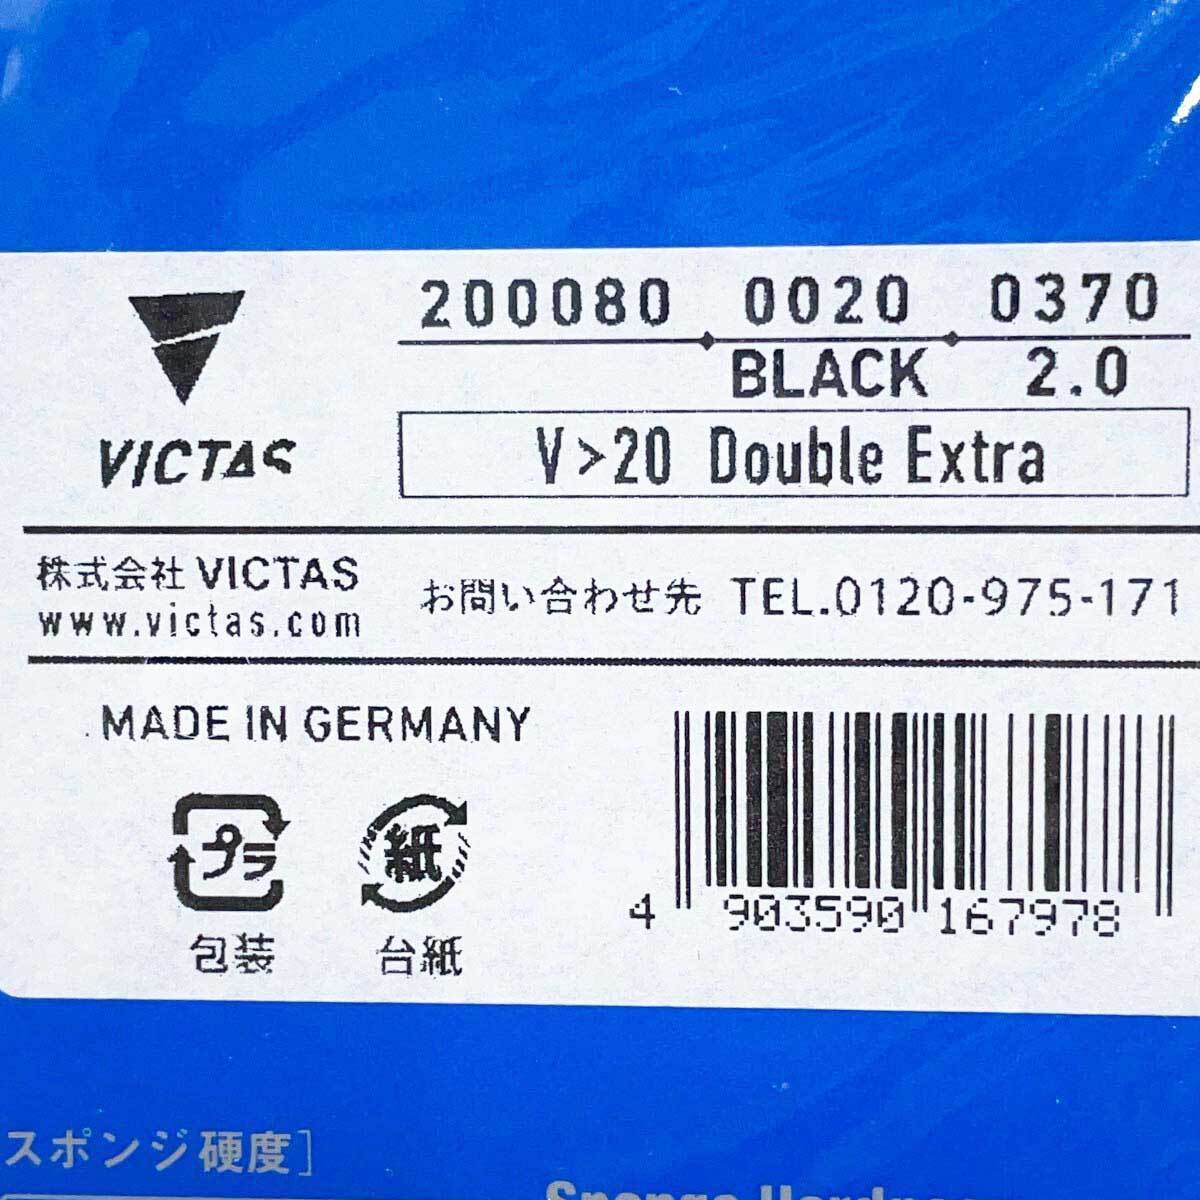 200080 0020 0370
BLACK 2.0
VICTAS
V>20 Double Extra
株式会社 VICTAS
www.victas.com
お問い合わせ先 TEL.0120-975-171
MADE IN GERMANY
プラ
包装
台紙
4 903590 167978
スポンジ硬度]
Sponge